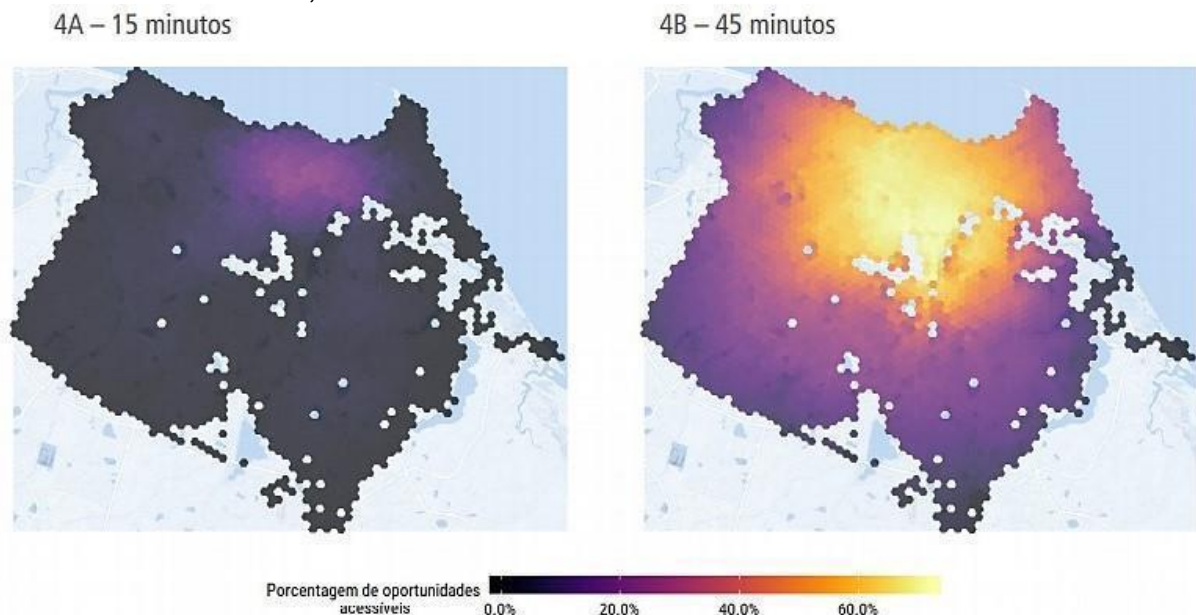 4A – 15 minutos
4B – 45 minutos
Porcentagem de oportunidades
acessíveis
0.0%
20.0%
40.0%
60.0%